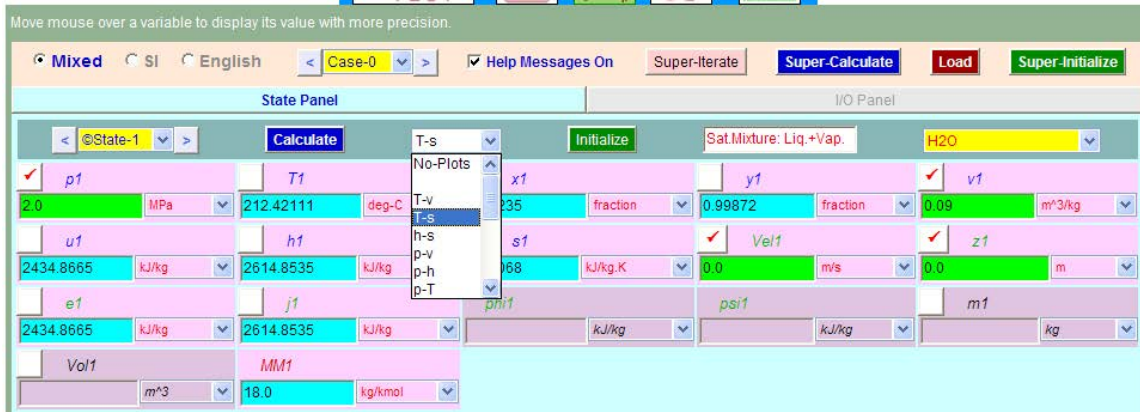 Move mouse over a variable to display its value with more precision.
Mixed SI English < Case-0 > Help Messages On Super-Iterate Super-Calculate Load Super-Initialize
State Panel I/O Panel
< ©State-1 > Calculate T-s Initialize Sat.Mixture: Liq.+Vap. H2O
No-Plots
T-v
T-s
h-s
p-v
p-h
p-T
p1 T1 x1 y1 v1
2.0 MPa 212.42111 deg-C fraction 0.99872 fraction 0.09 m^3/kg
u1 h1 s1 Vel1 z1
2434.8665 kJ/kg 2614.8535 kJ/kg kJ/kg.K 0.0 m/s 0.0 m
e1 j1 phi1 psi1 m1
2434.8665 kJ/kg 2614.8535 kJ/kg kJ/kg kJ/kg kg
Vol1 MM1
m^3 18.0 kg/kmol